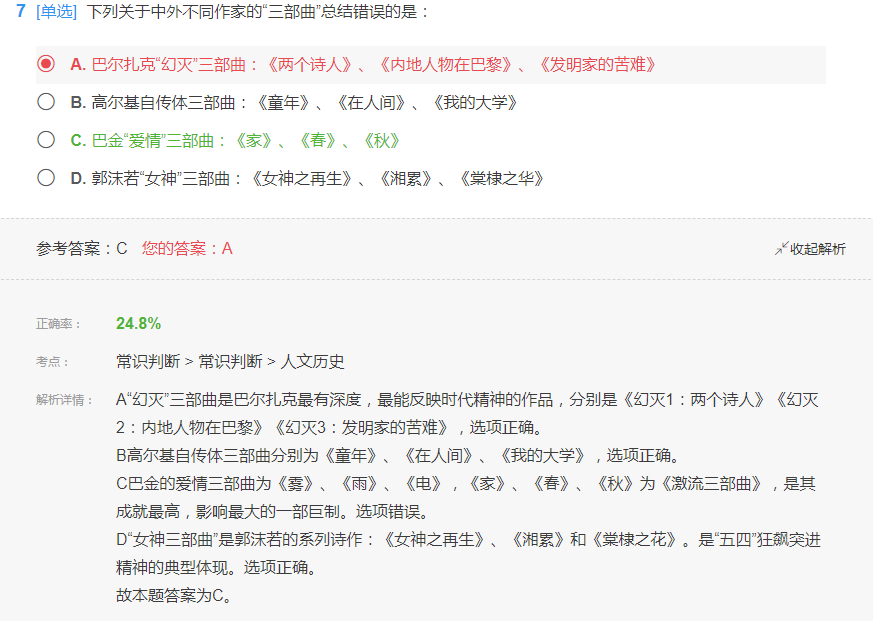 7 [单选] 下列关于中外不同作家的“三部曲”总结错误的是：
A. 巴尔扎克“幻灭”三部曲：《两个诗人》、《内地人物在巴黎》、《发明家的苦难》
B. 高尔基自传体三部曲：《童年》、《在人间》、《我的大学》
C. 巴金“爱情”三部曲：《家》、《春》、《秋》
D. 郭沫若“女神”三部曲：《女神之再生》、《湘累》、《棠棣之华》
参考答案：C 您的答案：A 收起解析
正确率： 24.8%
考点： 常识判断 > 常识判断 > 人文历史
解析详情： A“幻灭”三部曲是巴尔扎克最有深度，最能反映时代精神的作品，分别是《幻灭1：两个诗人》《幻灭
2：内地人物在巴黎》《幻灭3：发明家的苦难》，选项正确。
B高尔基自传体三部曲分别为《童年》、《在人间》、《我的大学》，选项正确。
C巴金的爱情三部曲为《雾》、《雨》、《电》，《家》、《春》、《秋》为《激流三部曲》，是其
成就最高，影响最大的一部巨制。选项错误。
D“女神三部曲”是郭沫若的系列诗作：《女神之再生》、《湘累》和《棠棣之花》。是“五四”狂飙突进
精神的典型体现。选项正确。
故本题答案为C。